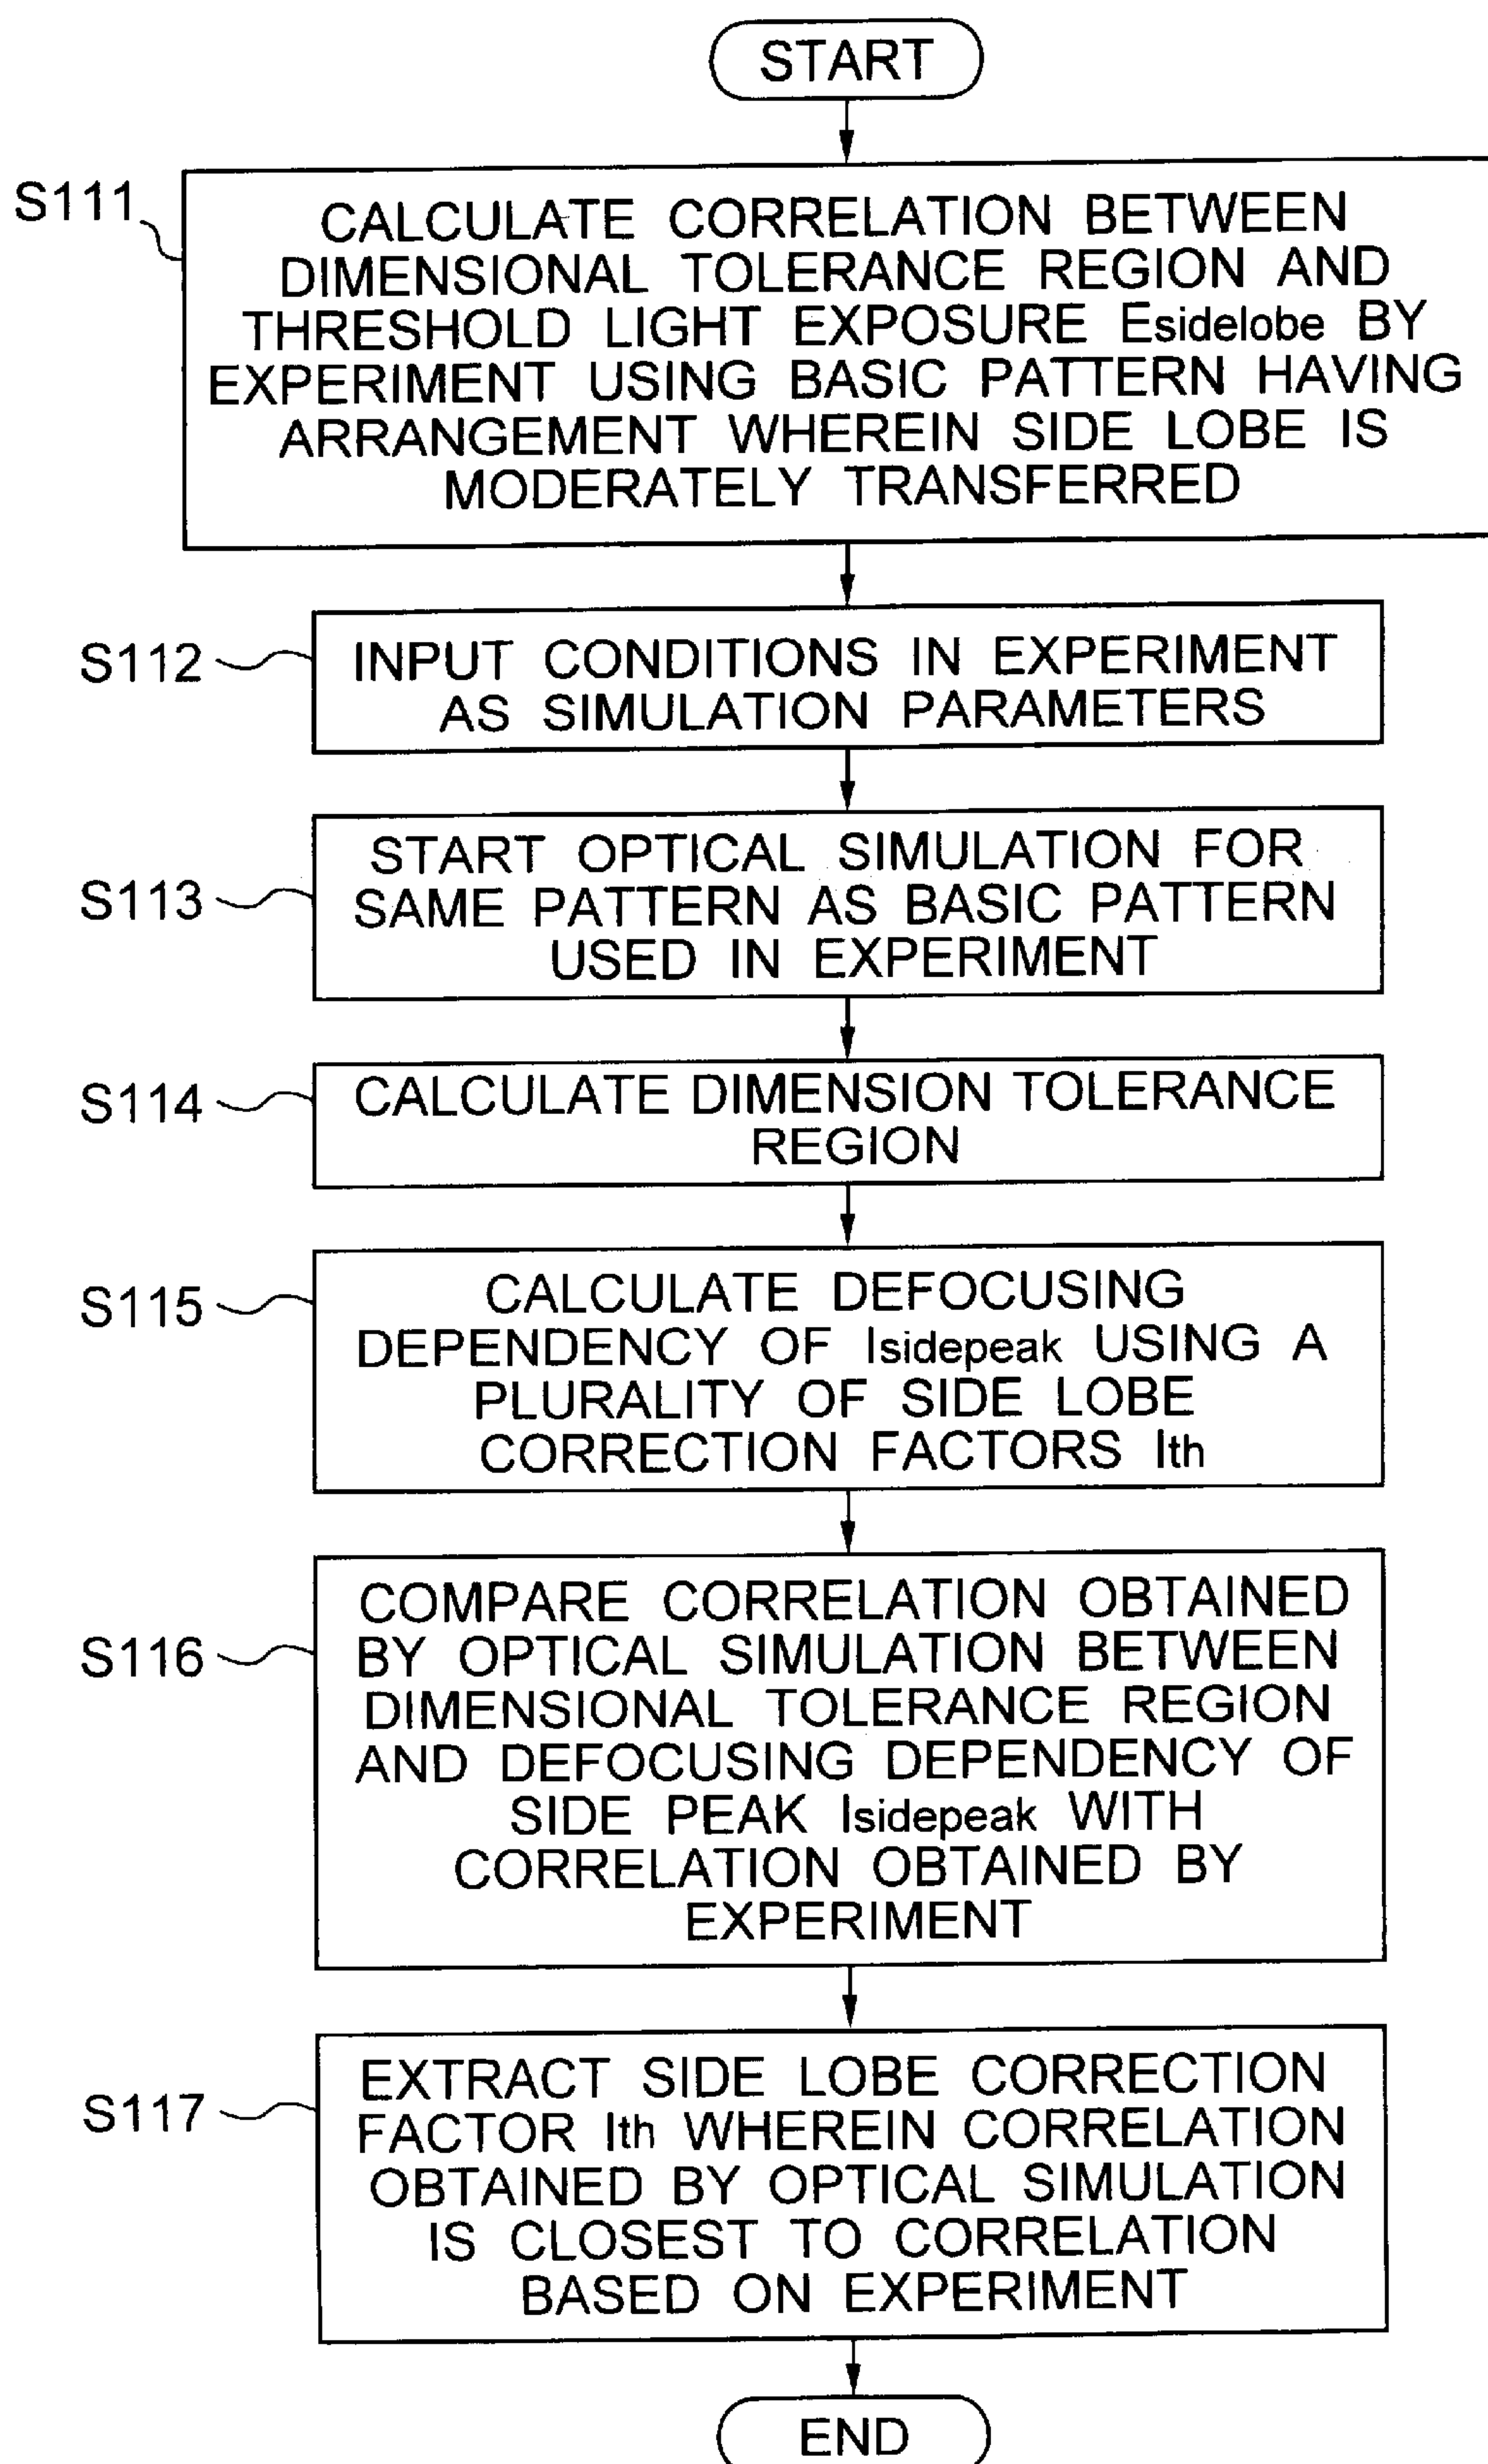 START
S111
CALCULATE CORRELATION BETWEEN
DIMENSIONAL TOLERANCE REGION AND
THRESHOLD LIGHT EXPOSURE Esidelobe BY
EXPERIMENT USING BASIC PATTERN HAVING
ARRANGEMENT WHEREIN SIDE LOBE IS
MODERATELY TRANSFERRED
S112
INPUT CONDITIONS IN EXPERIMENT
AS SIMULATION PARAMETERS
S113
START OPTICAL SIMULATION FOR
SAME PATTERN AS BASIC PATTERN
USED IN EXPERIMENT
S114
CALCULATE DIMENSION TOLERANCE
REGION
S115
CALCULATE DEFOCUSING
DEPENDENCY OF Isidepeak USING A
PLURALITY OF SIDE LOBE
CORRECTION FACTORS Ith
S116
COMPARE CORRELATION OBTAINED
BY OPTICAL SIMULATION BETWEEN
DIMENSIONAL TOLERANCE REGION
AND DEFOCUSING DEPENDENCY OF
SIDE PEAK Isidepeak WITH
CORRELATION OBTAINED BY
EXPERIMENT
S117
EXTRACT SIDE LOBE CORRECTION
FACTOR Ith WHEREIN CORRELATION
OBTAINED BY OPTICAL SIMULATION
IS CLOSEST TO CORRELATION
BASED ON EXPERIMENT
END